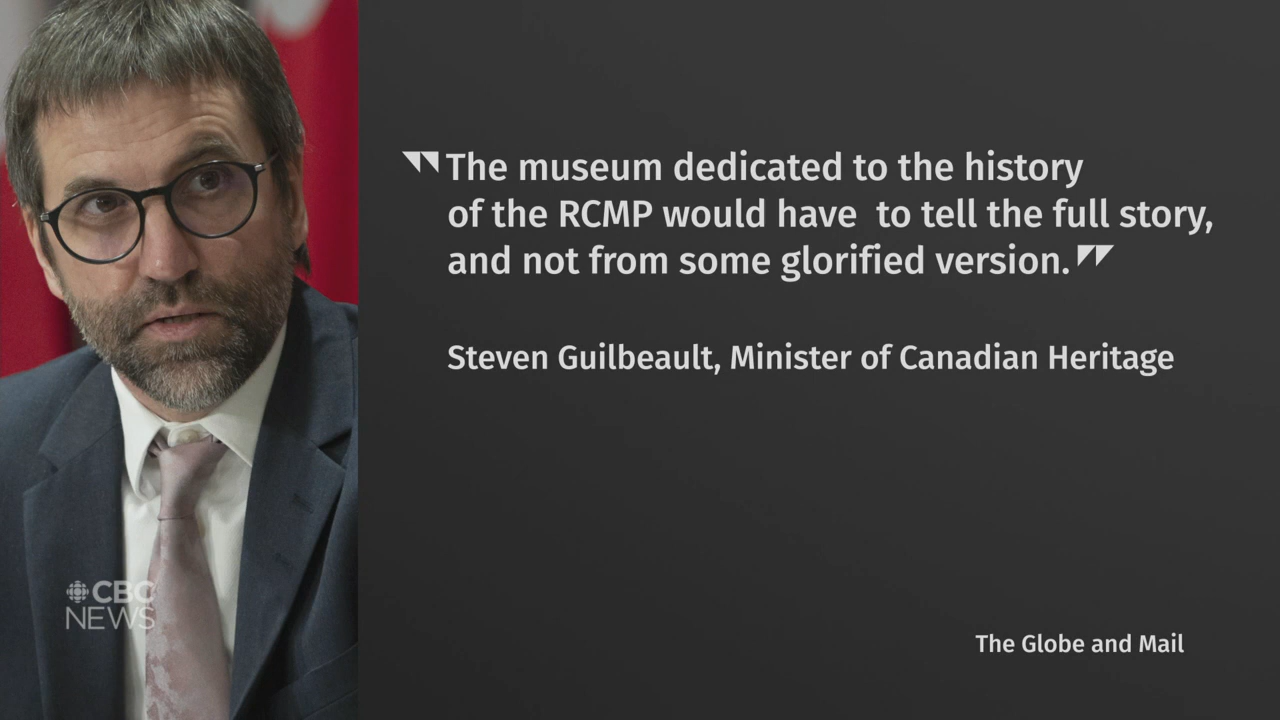 "The museum dedicated to the history
of the RCMP would have to tell the full story,
and not from some glorified version."
Steven Guilbeault, Minister of Canadian Heritage
CBC
NEWS
The Globe and Mail